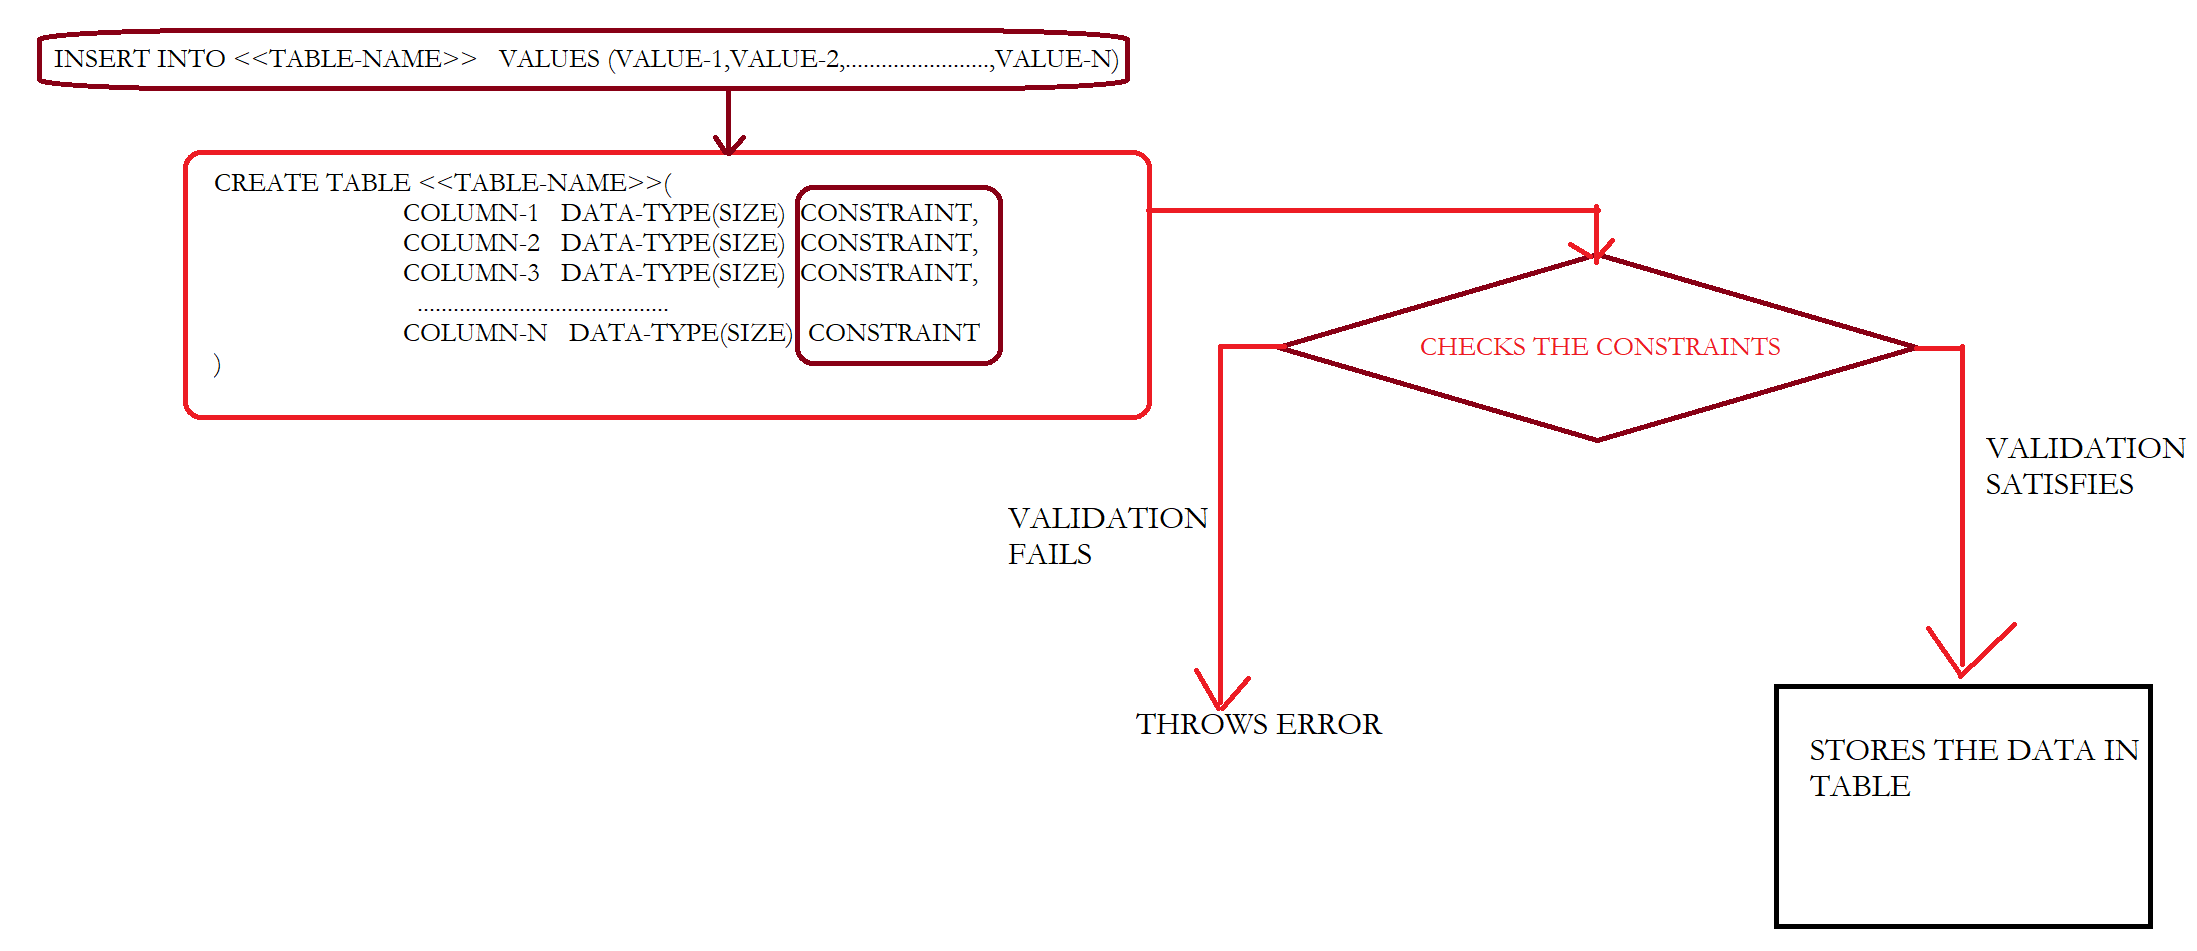 INSERT INTO <<TABLE-NAME>> VALUES (VALUE-1,VALUE-2,........................,VALUE-N)
CREATE TABLE <<TABLE-NAME>>(
COLUMN-1 DATA-TYPE(SIZE) CONSTRAINT,
COLUMN-2 DATA-TYPE(SIZE) CONSTRAINT,
COLUMN-3 DATA-TYPE(SIZE) CONSTRAINT,
..........................................
COLUMN-N DATA-TYPE(SIZE) CONSTRAINT
)
CHECKS THE CONSTRAINTS
VALIDATION
FAILS
VALIDATION
SATISFIES
THROWS ERROR
STORES THE DATA IN
TABLE